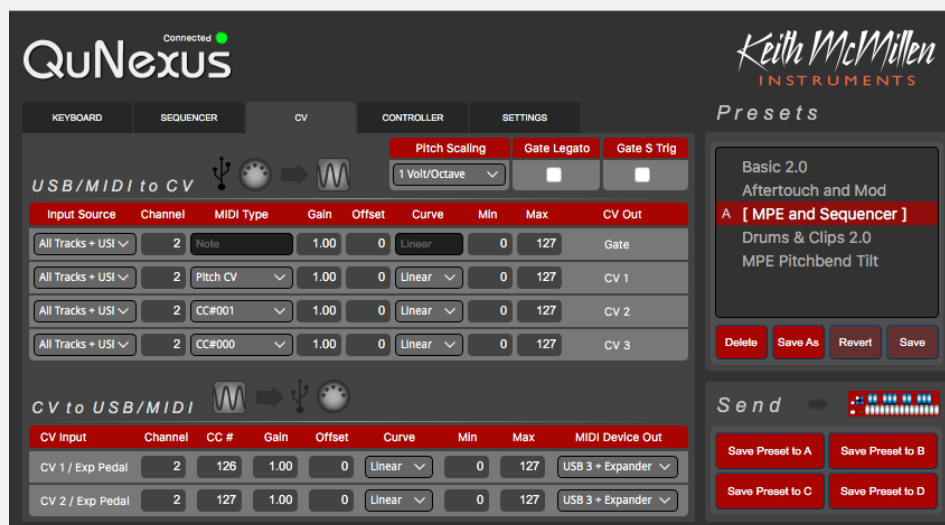 Connected
QuNexus
Keith McMillen
INSTRUMENTS
KEYBOARD SEQUENCER CV CONTROLLER SETTINGS
Presets
Pitch Scaling Gate Legato Gate S Trig
1 Volt/Octave
USB/MIDI to CV
Input Source Channel MIDI Type Gain Offset Curve Min Max CV Out
All Tracks + USI 2 Note 1.00 0 Linear 0 127 Gate
All Tracks + USI 2 Pitch CV 1.00 0 Linear 0 127 CV 1
All Tracks + USI 2 CC#001 1.00 0 Linear 0 127 CV 2
All Tracks + USI 2 CC#000 1.00 0 Linear 0 127 CV 3
Basic 2.0
Aftertouch and Mod
A [ MPE and Sequencer ]
Drums & Clips 2.0
MPE Pitchbend Tilt
Delete Save As Revert Save
CV to USB/MIDI
CV Input Channel CC # Gain Offset Curve Min Max MIDI Device Out
CV 1 / Exp Pedal 2 126 1.00 0 Linear 0 127 USB 3 + Expander
CV 2 / Exp Pedal 2 127 1.00 0 Linear 0 127 USB 3 + Expander
Send
Save Preset to A Save Preset to B
Save Preset to C Save Preset to D